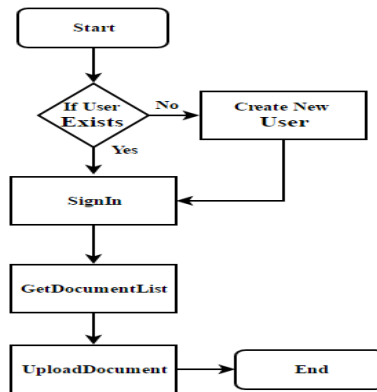 Start
If User
Exists
No
Create New
User
Yes
SignIn
GetDocumentList
UploadDocument
End